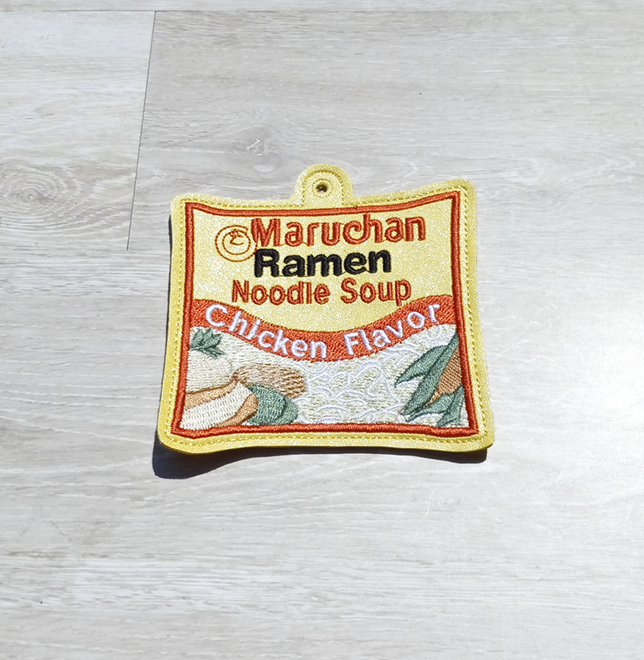 Maruchan
Ramen
Noodle Soup
Chicken Flavor